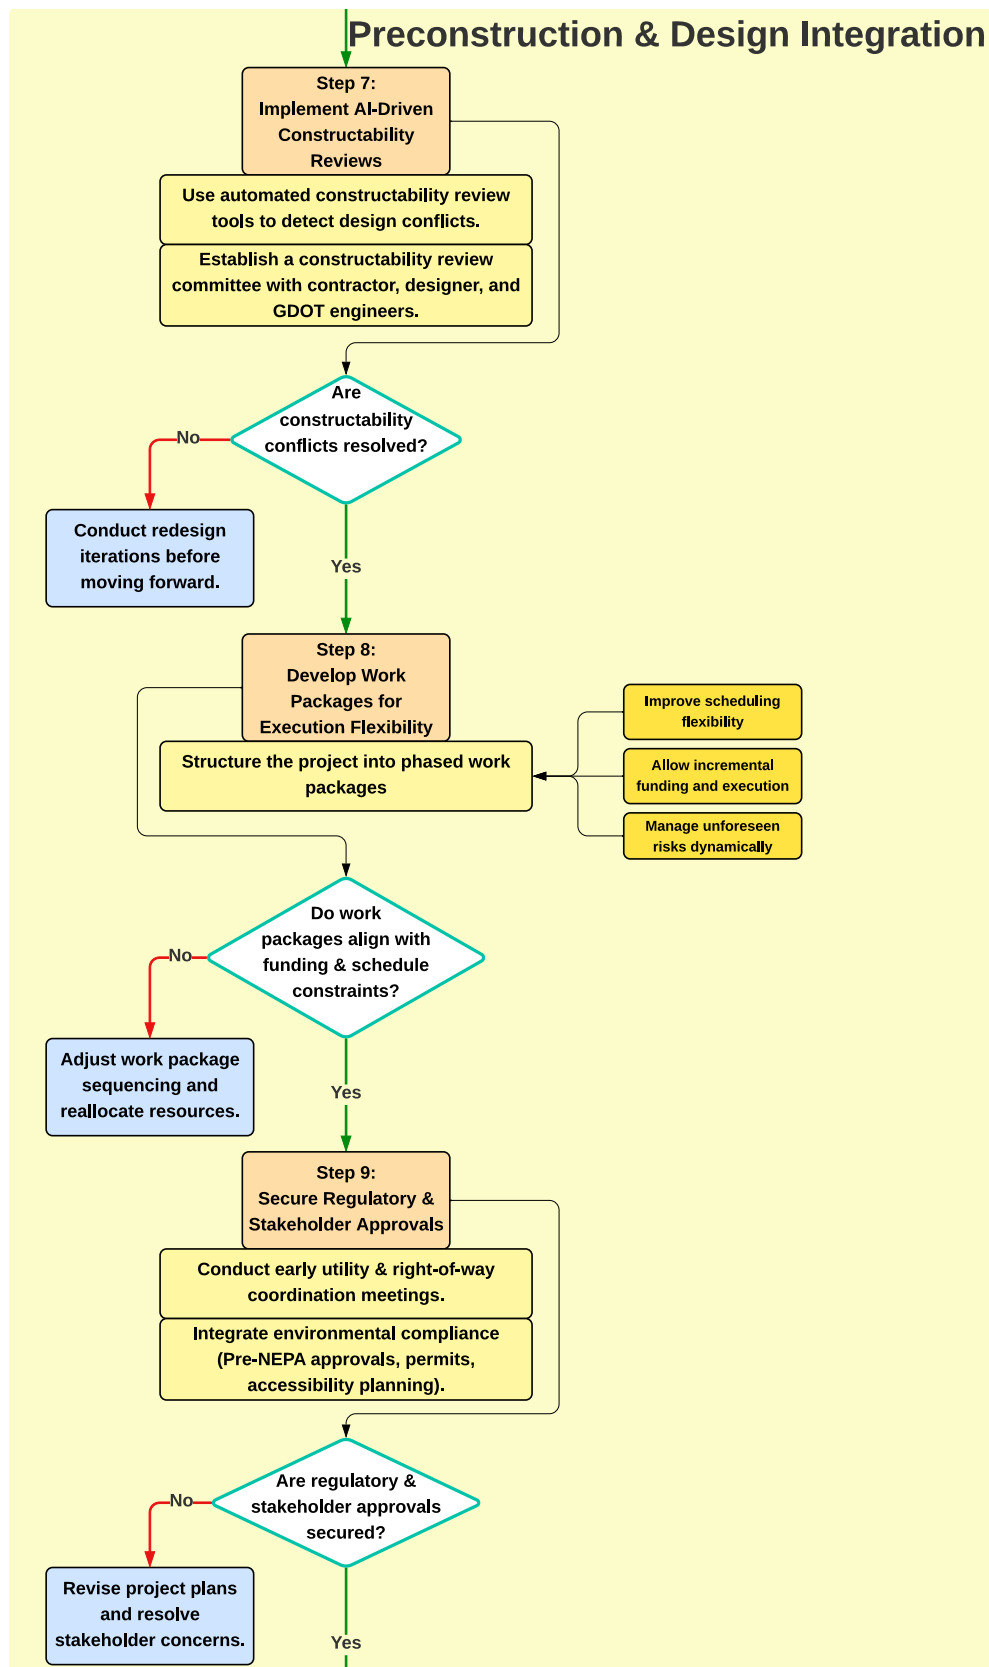 Preconstruction & Design Integration
Step 7:
Implement AI-Driven
Constructability
Reviews
Use automated constructability review
tools to detect design conflicts.
Establish a constructability review
committee with contractor, designer, and
GDOT engineers.
Are
constructability
conflicts resolved?
No
Conduct redesign
iterations before
moving forward.
Yes
Step 8:
Develop Work
Packages for
Execution Flexibility
Structure the project into phased work
packages
Improve scheduling
flexibility
Allow incremental
funding and execution
Manage unforeseen
risks dynamically
Do work
packages align with
funding & schedule
constraints?
No
Adjust work package
sequencing and
reallocate resources.
Yes
Step 9:
Secure Regulatory &
Stakeholder Approvals
Conduct early utility & right-of-way
coordination meetings.
Integrate environmental compliance
(Pre-NEPA approvals, permits,
accessibility planning).
Are regulatory &
stakeholder approvals
secured?
No
Revise project plans
and resolve
stakeholder concerns.
Yes